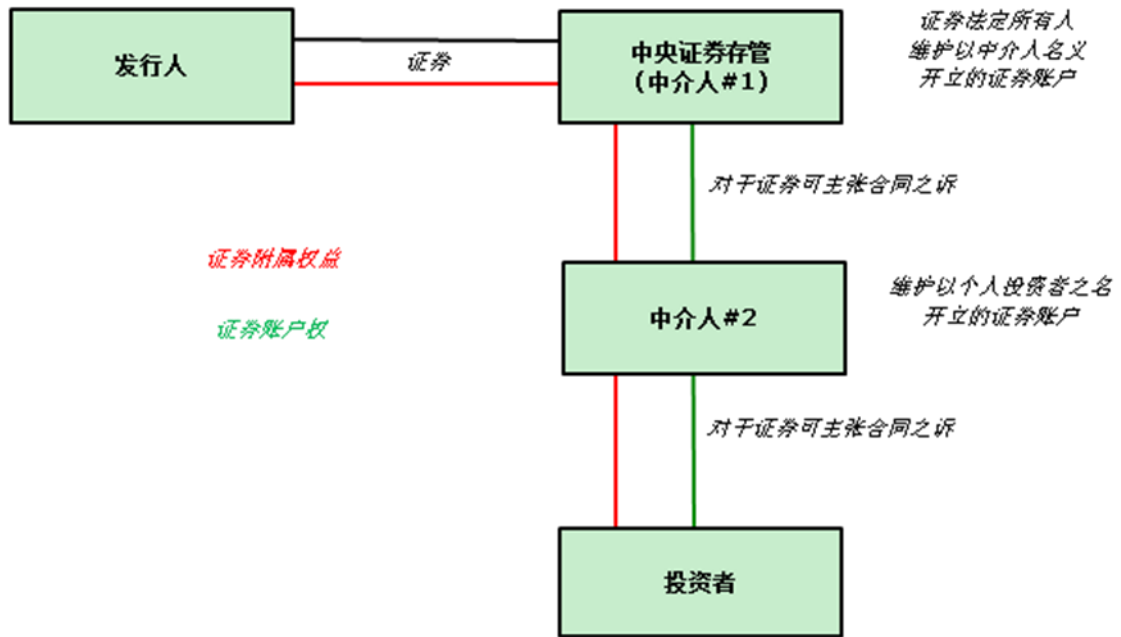 发行人
证券
中央证券存管
（中介人#1）
证券法定所有人
维护以中介人名义
开立的证券账户
对于证券可主张合同之诉
证券附属权益
证券账户权
中介人#2
维护以个人投资者之名
开立的证券账户
对于证券可主张合同之诉
投资者